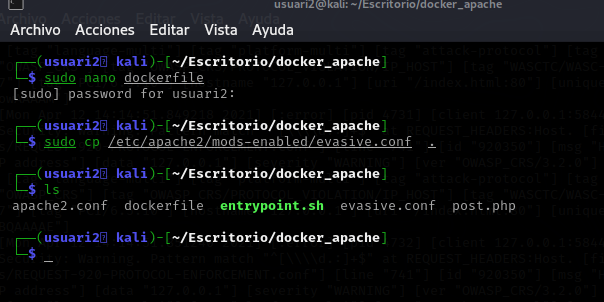 usuari2@kali: ~/Escritorio/docker_apache
Archivo Acciones Editar Vista Ayuda
┌──(usuari2 kali)-[~/Escritorio/docker_apache]
└─$ sudo nano dockerfile
[sudo] password for usuari2:
┌──(usuari2 kali)-[~/Escritorio/docker_apache]
└─$ sudo cp /etc/apache2/mods-enabled/evasive.conf .
┌──(usuari2 kali)-[~/Escritorio/docker_apache]
└─$ ls
apache2.conf dockerfile entrypoint.sh evasive.conf post.php
┌──(usuari2 kali)-[~/Escritorio/docker_apache]
└─$ _